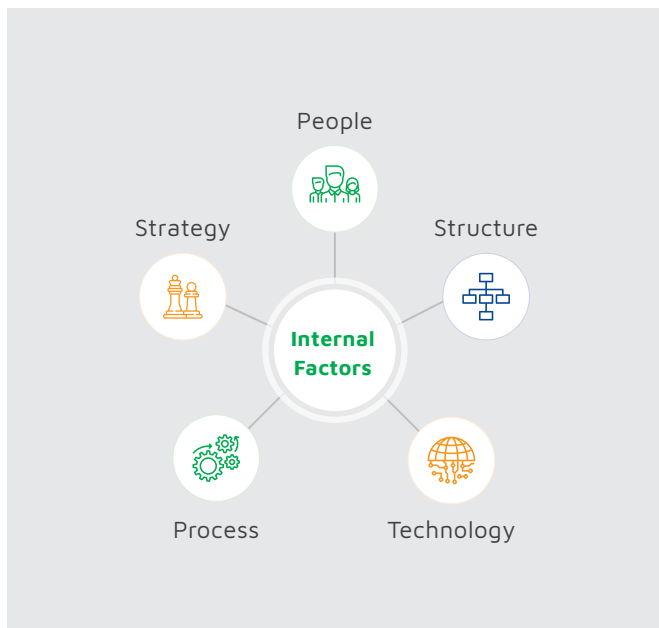 People
Strategy
Structure
Internal
Factors
Process
Technology